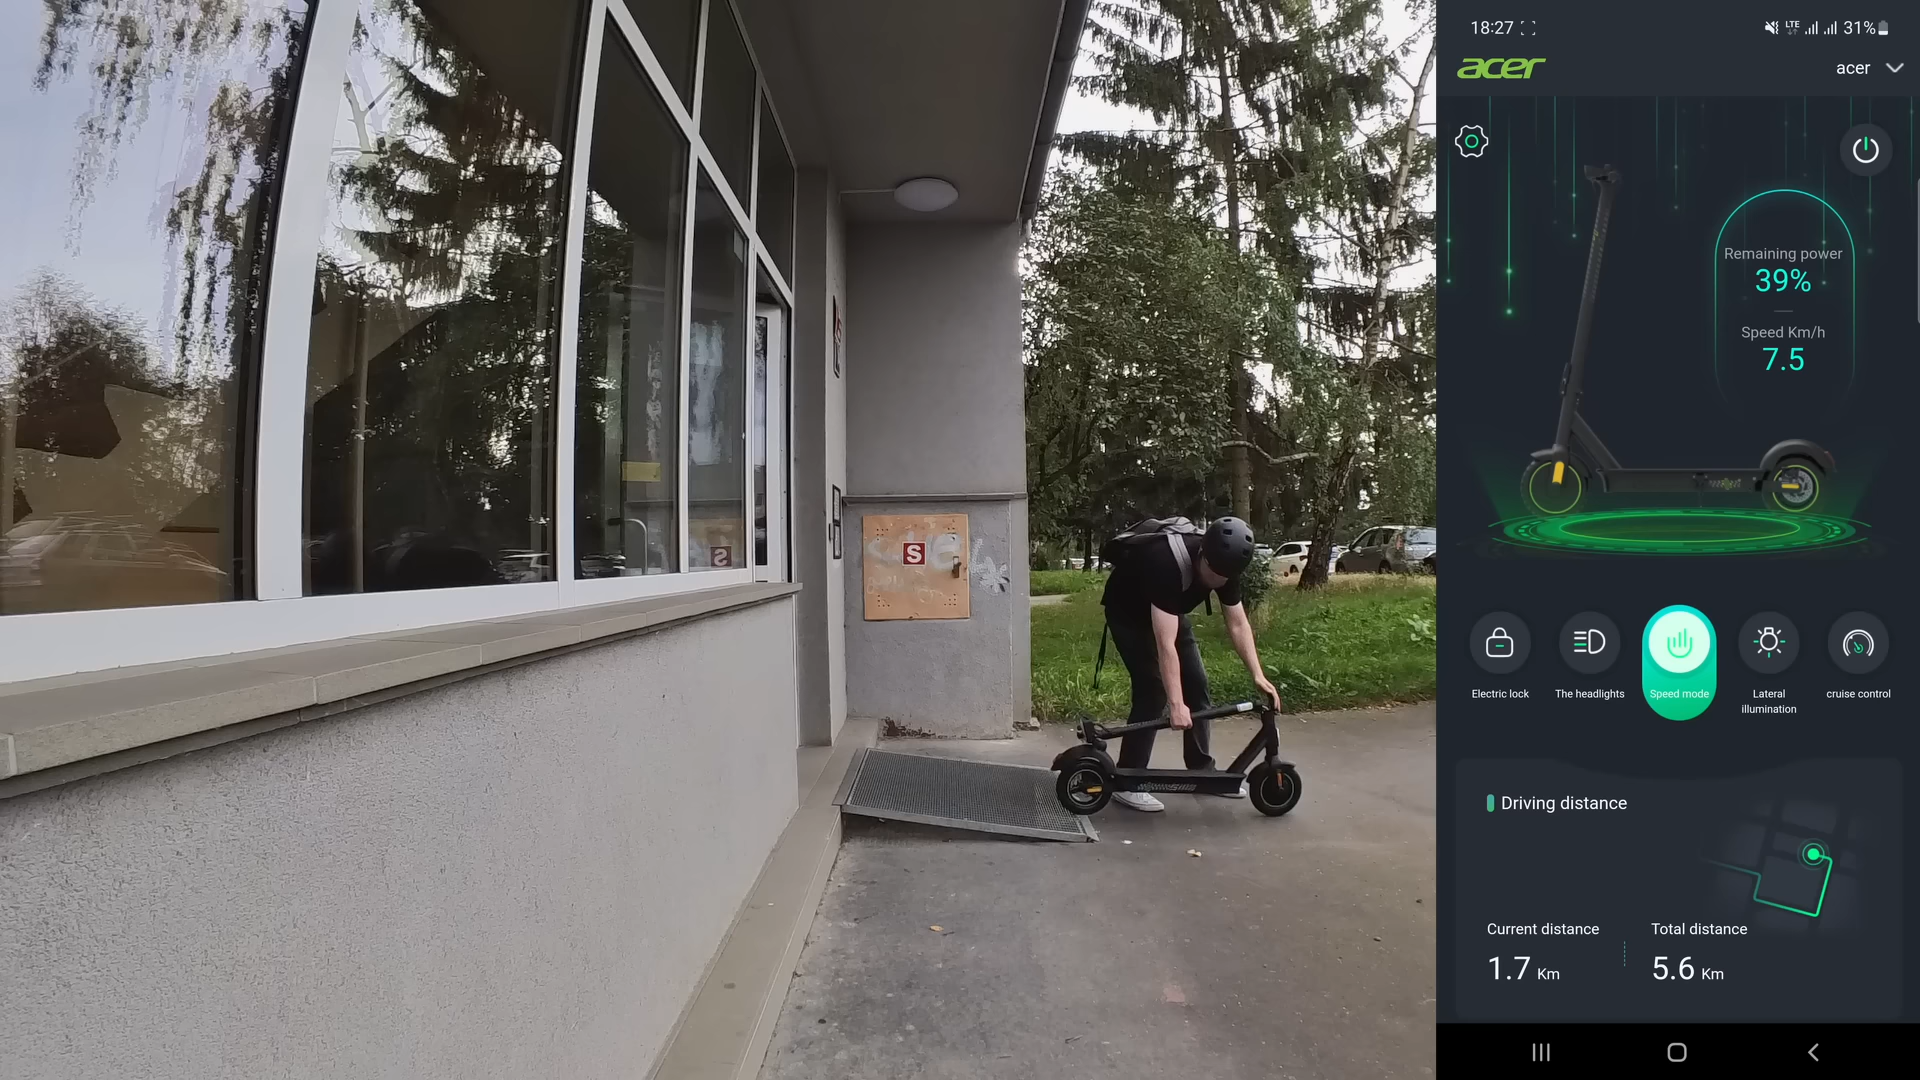 S
S
18:27
LTE
31%
acer
acer
Remaining power
39%
Speed Km/h
7.5
Electric lock
The headlights
Speed mode
Lateral
illumination
cruise control
Driving distance
Current distance
Total distance
1.7 Km
5.6 Km